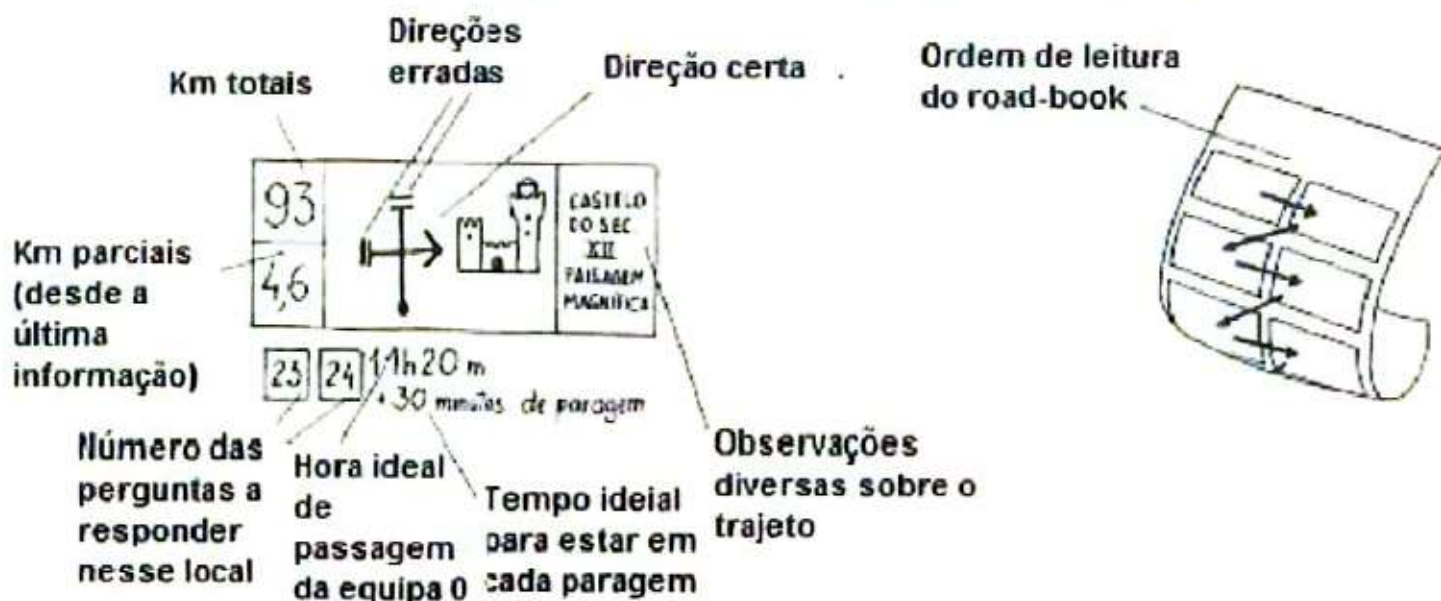 Direções
erradas
Km totais
Direção certa
Ordem de leitura
do road-book
93
4,6
CASTELO
DO SEC
XII
PAISAGEM
MAGNÍFICA
Km parciais
(desde a
última
informação)
23 24 11h20 m
+30 minutos de paragem
Número das
perguntas a
responder
nesse local
Hora ideal
de
passagem
da equipa 0
Tempo ideial
para estar em
cada paragem
Observações
diversas sobre o
trajeto